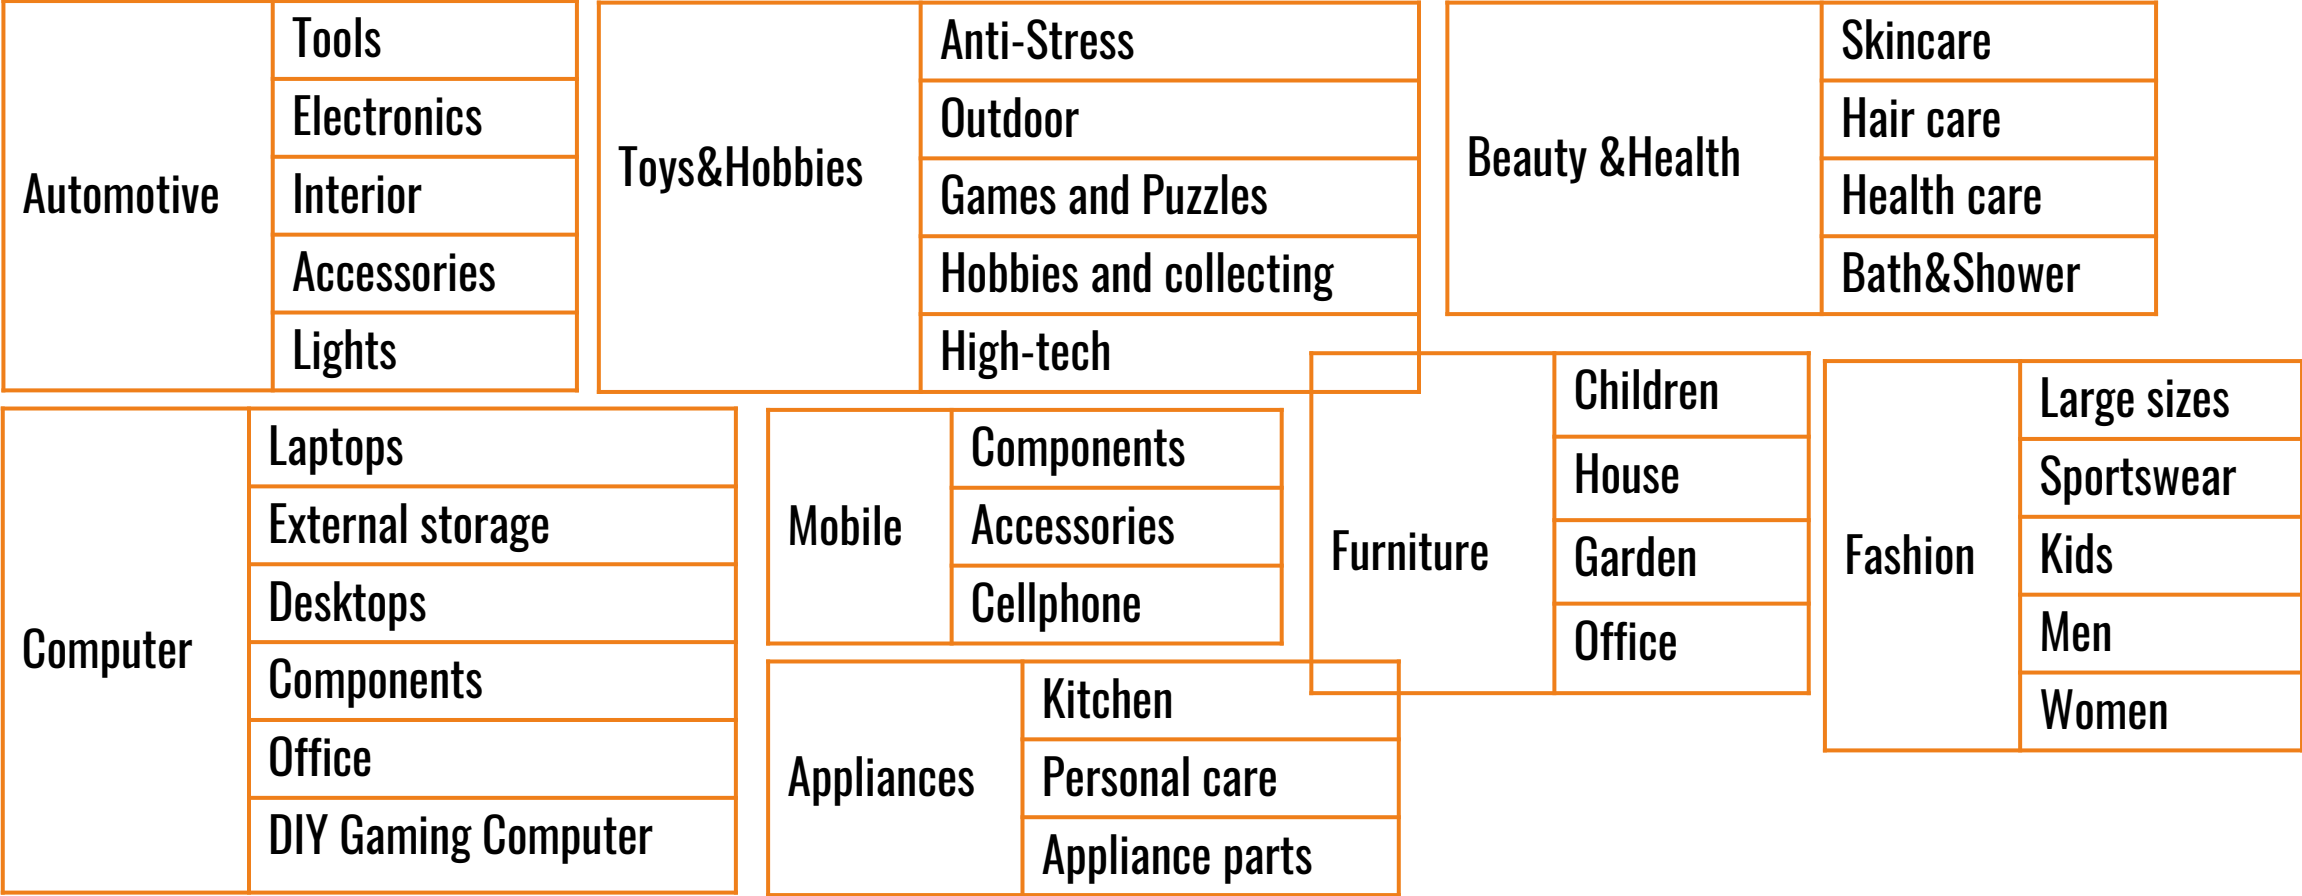 Automotive
Tools
Electronics
Interior
Accessories
Lights
Toys&Hobbies
Anti-Stress
Outdoor
Games and Puzzles
Hobbies and collecting
High-tech
Beauty &Health
Skincare
Hair care
Health care
Bath&Shower
Computer
Laptops
External storage
Desktops
Components
Office
DIY Gaming Computer
Mobile
Components
Accessories
Cellphone
Appliances
Kitchen
Personal care
Appliance parts
Furniture
Children
House
Garden
Office
Fashion
Large sizes
Sportswear
Kids
Men
Women